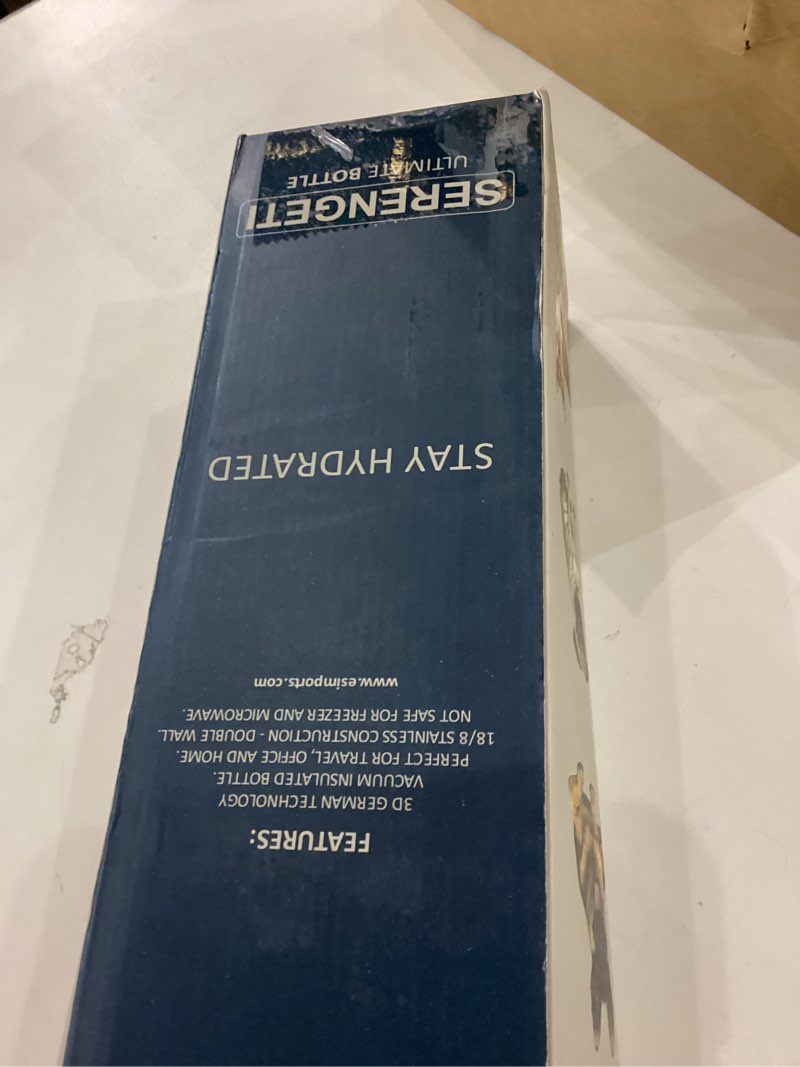 SERENGETI
ULTIMATE BOTTLE
STAY HYDRATED
FEATURES:
3D GERMAN TECHNOLOGY
VACUUM INSULATED BOTTLE.
PERFECT FOR TRAVEL, OFFICE AND HOME.
18/8 STAINLESS CONSTRUCTION - DOUBLE WALL.
NOT SAFE FOR FREEZER AND MICROWAVE.
www.esimports.com